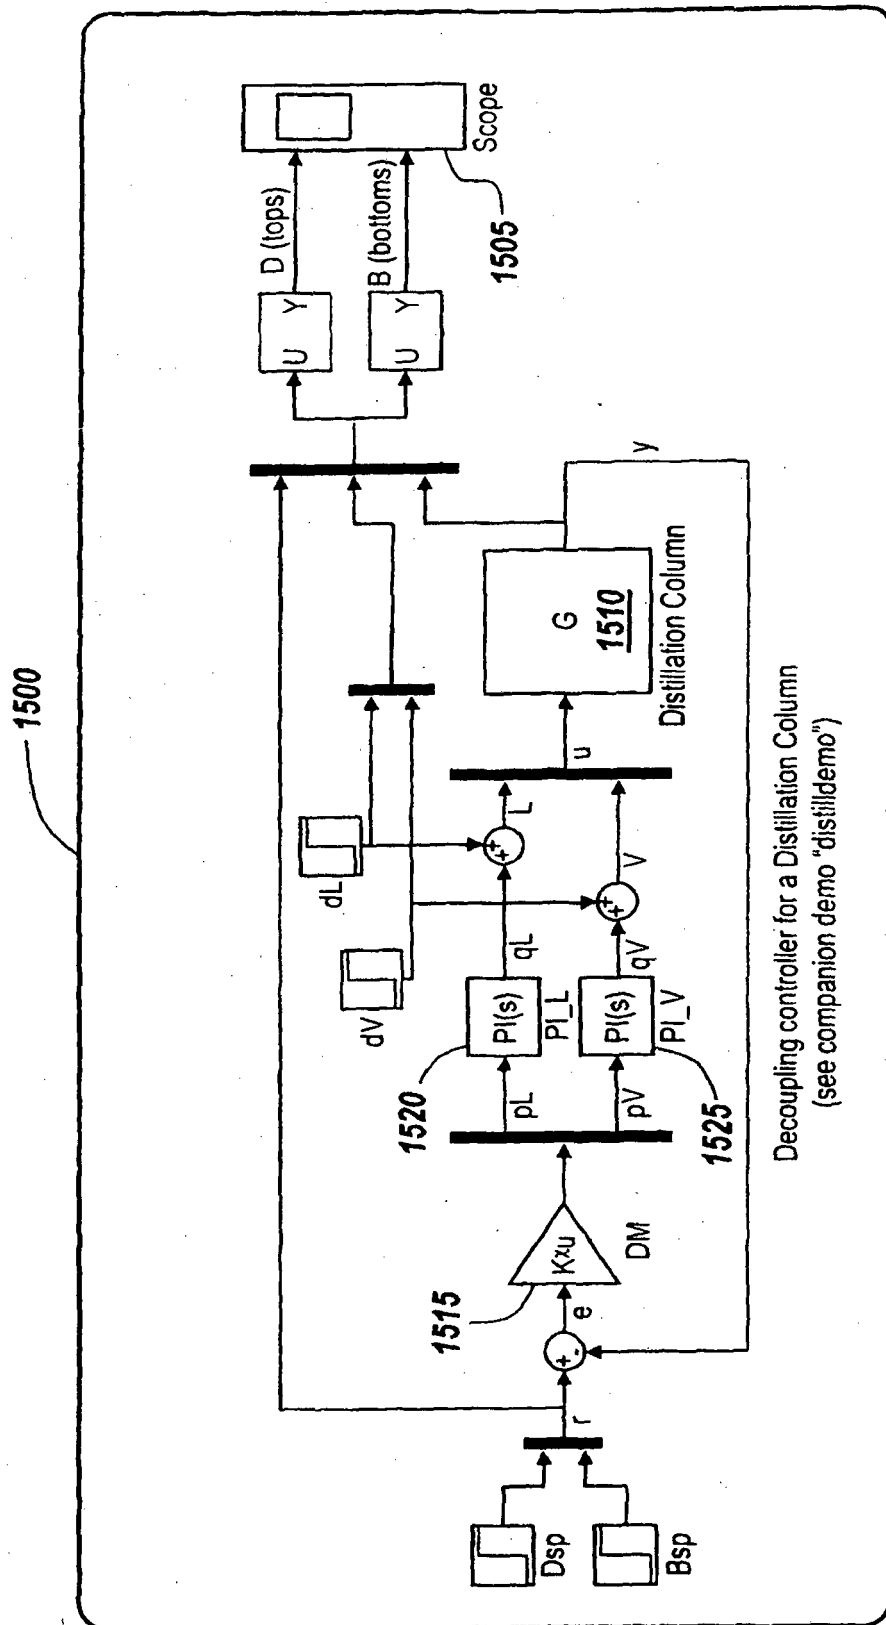 1500
Dsp
Bsp
r
+
-
e
1515
K*u
DM
1520
pL
pV
1525
PI(s)
PI_L
PI(s)
PI_V
dV
dL
qL
qV
+
+
+
+
L
V
u
G
1510
Distillation Column
y
U Y
U Y
D (tops)
B (bottoms)
1505
Scope
Decoupling controller for a Distillation Column
(see companion demo "distilldemo")